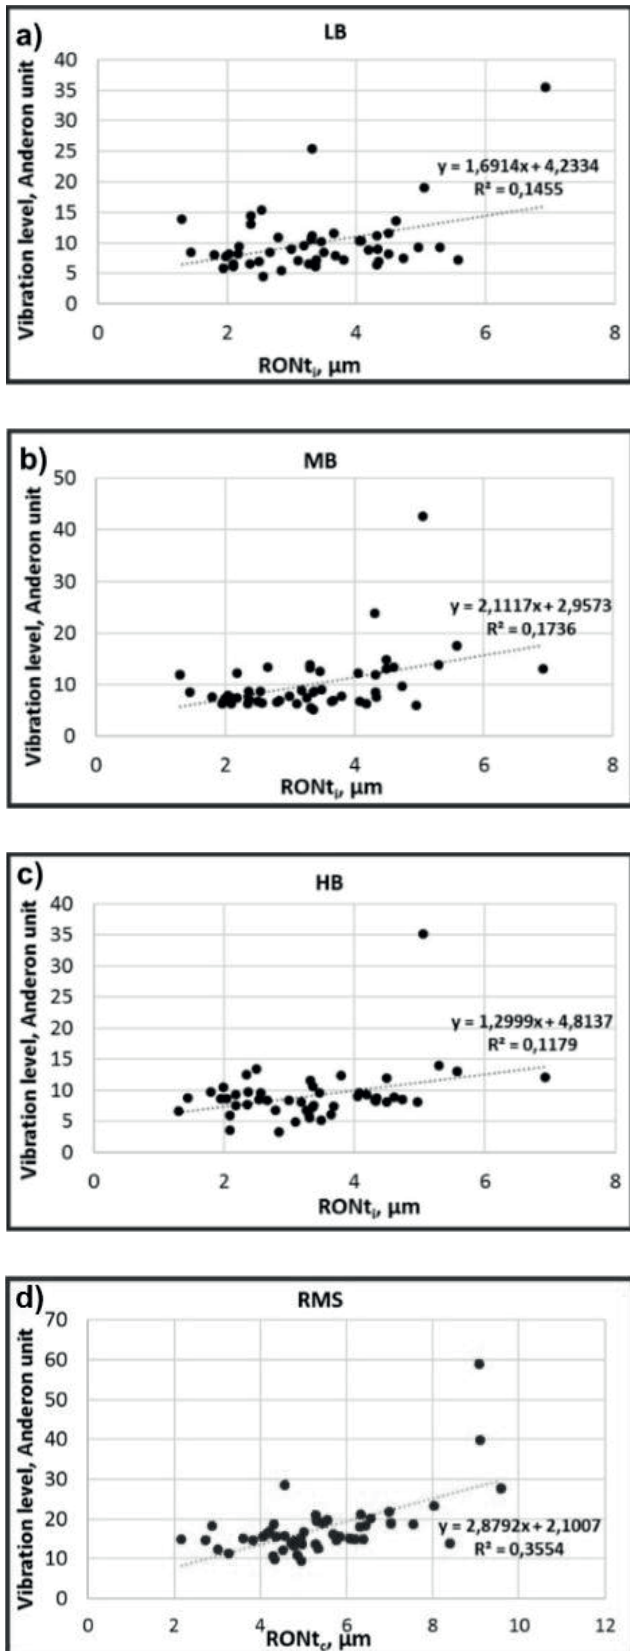 a)
LB
Vibration level, Anderon unit
40
35
30
25
20
15
10
5
0
y = 1,6914x + 4,2334
R² = 0,1455
0 2 4 6 8
RONtᵢ, μm
b)
MB
Vibration level, Anderon unit
50
40
30
20
10
0
y = 2,1117x + 2,9573
R² = 0,1736
0 2 4 6 8
RONtᵢ, μm
c)
HB
Vibration level, Anderon unit
40
35
30
25
20
15
10
5
0
y = 1,2999x + 4,8137
R² = 0,1179
0 2 4 6 8
RONtᵢ, μm
d)
RMS
Vibration level, Anderon unit
70
60
50
40
30
20
10
0
y = 2,8792x + 2,1007
R² = 0,3554
0 2 4 6 8 10 12
RONt꜀, μm